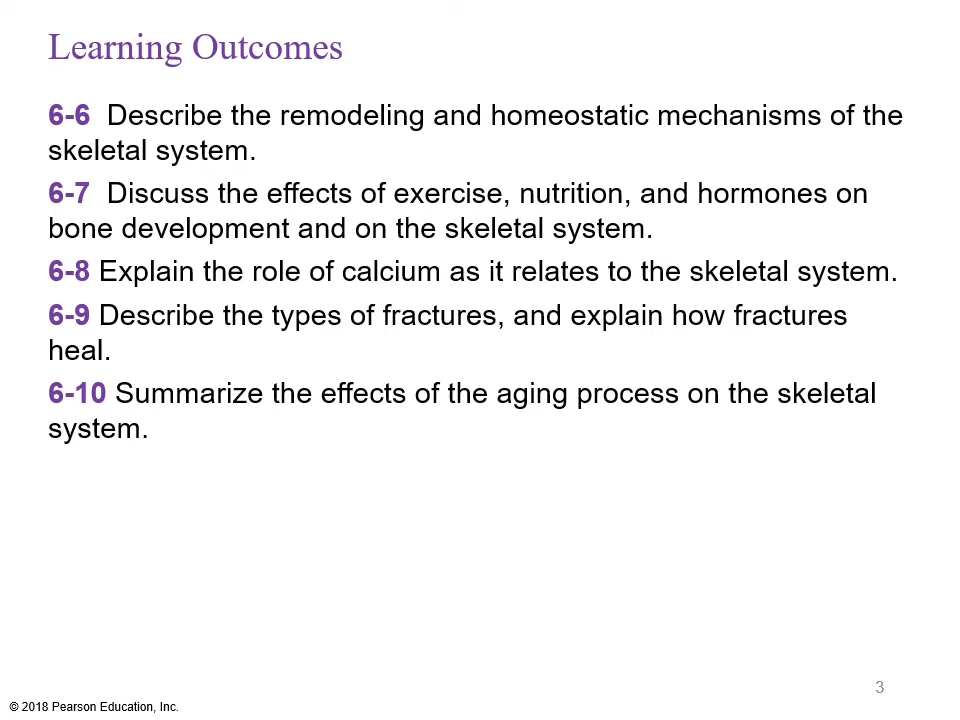 Learning Outcomes
6-6 Describe the remodeling and homeostatic mechanisms of the
skeletal system.
6-7 Discuss the effects of exercise, nutrition, and hormones on
bone development and on the skeletal system.
6-8 Explain the role of calcium as it relates to the skeletal system.
6-9 Describe the types of fractures, and explain how fractures
heal.
6-10 Summarize the effects of the aging process on the skeletal
system.
3
© 2018 Pearson Education, Inc.